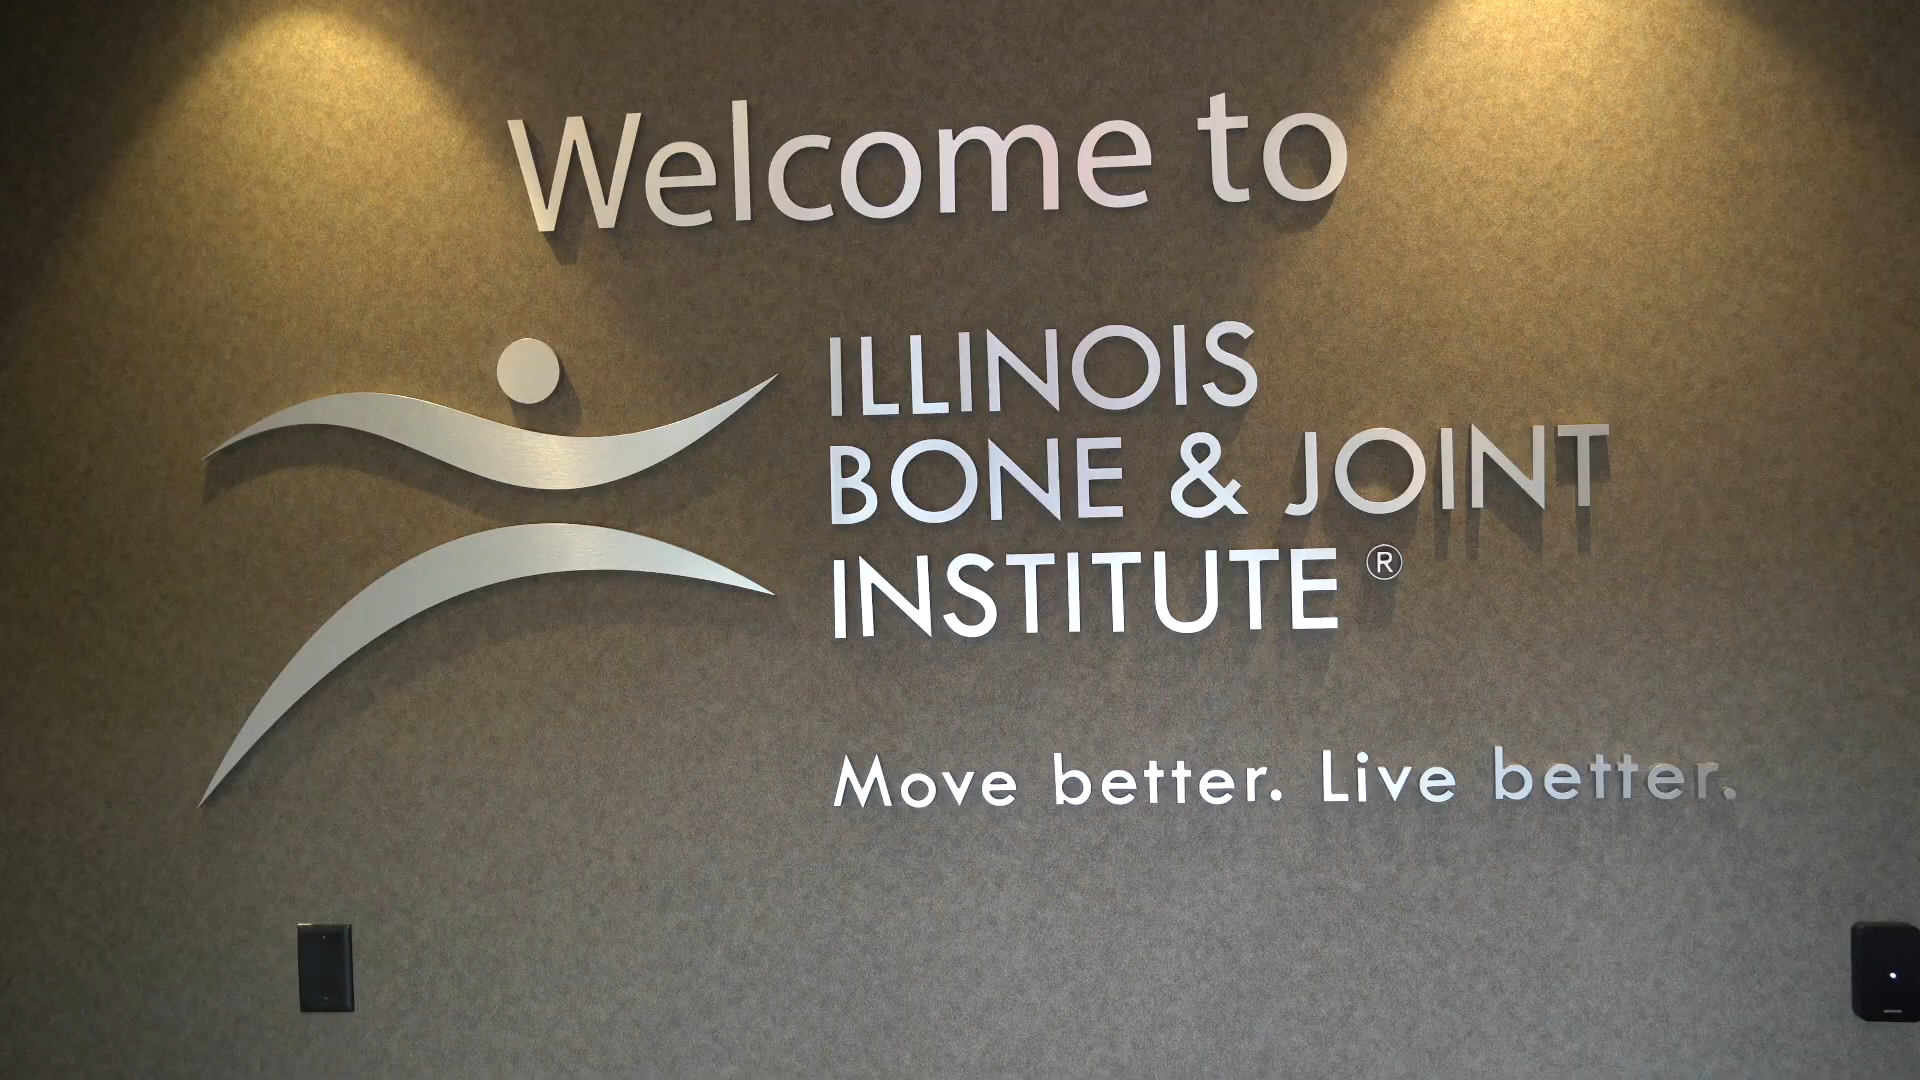 Welcome to
ILLINOIS
BONE & JOINT
INSTITUTE ®
Move better. Live better.